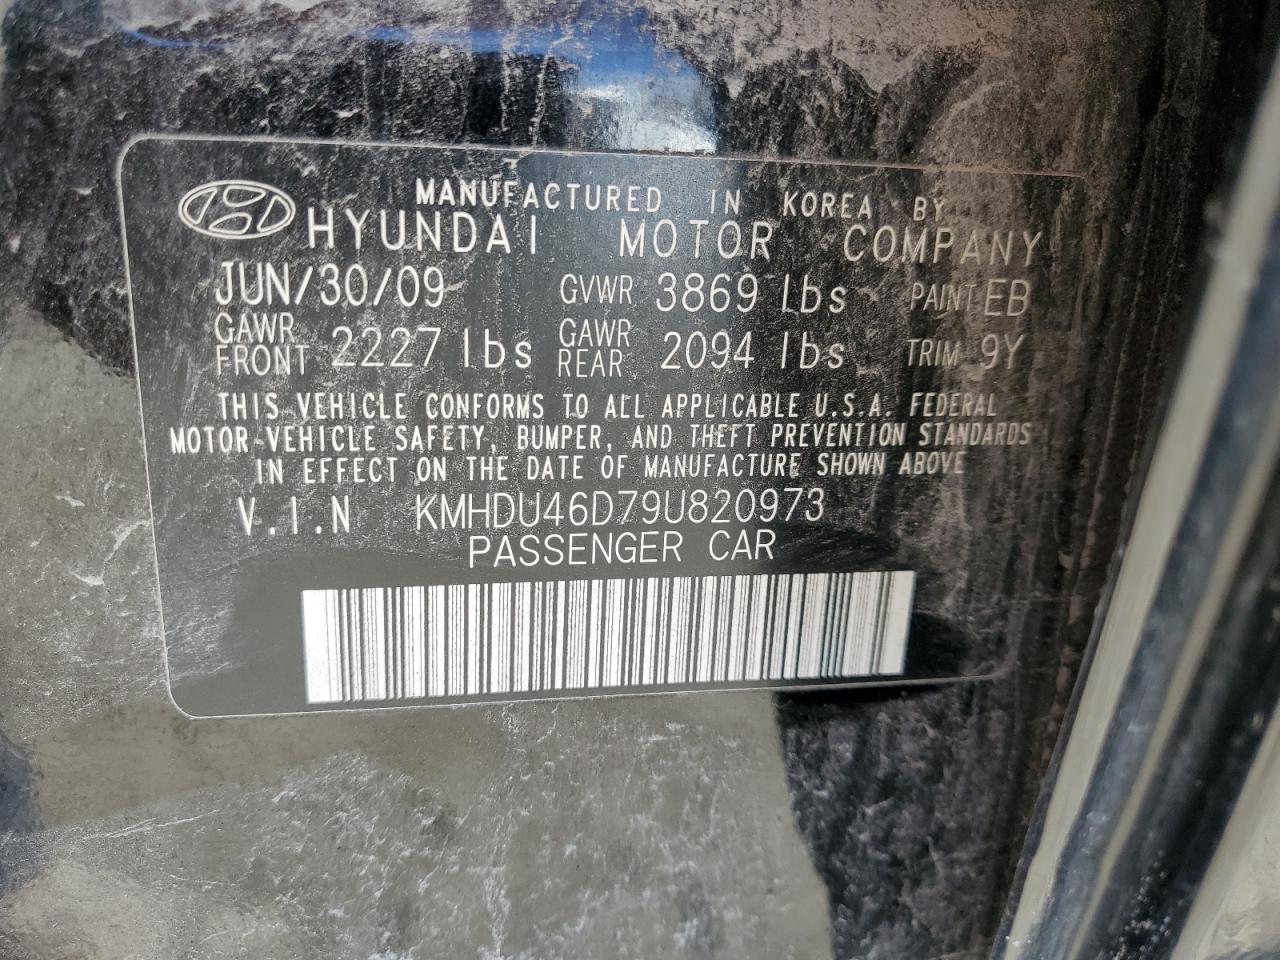 MANUFACTURED IN KOREA BY
HYUNDAI MOTOR COMPANY
JUN/30/09 GVWR 3869 lbs PAINT EB
GAWR FRONT 2227 lbs GAWR REAR 2094 lbs TRIM 9Y
THIS VEHICLE CONFORMS TO ALL APPLICABLE U.S.A. FEDERAL
MOTOR VEHICLE SAFETY, BUMPER, AND THEFT PREVENTION STANDARDS
IN EFFECT ON THE DATE OF MANUFACTURE SHOWN ABOVE
V.I.N KMHDU46D79U820973
PASSENGER CAR